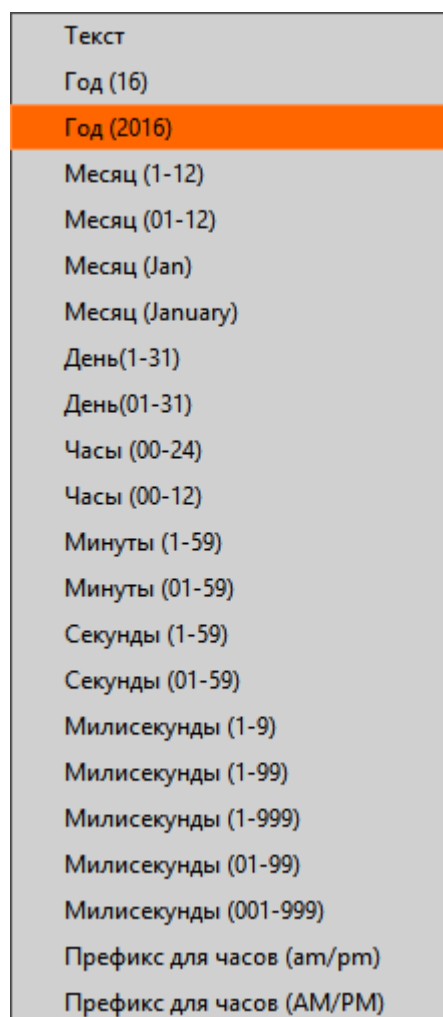 Текст
Год (16)
Год (2016)
Месяц (1-12)
Месяц (01-12)
Месяц (Jan)
Месяц (January)
День(1-31)
День(01-31)
Часы (00-24)
Часы (00-12)
Минуты (1-59)
Минуты (01-59)
Секунды (1-59)
Секунды (01-59)
Милисекунды (1-9)
Милисекунды (1-99)
Милисекунды (1-999)
Милисекунды (01-99)
Милисекунды (001-999)
Префикс для часов (am/pm)
Префикс для часов (AM/PM)